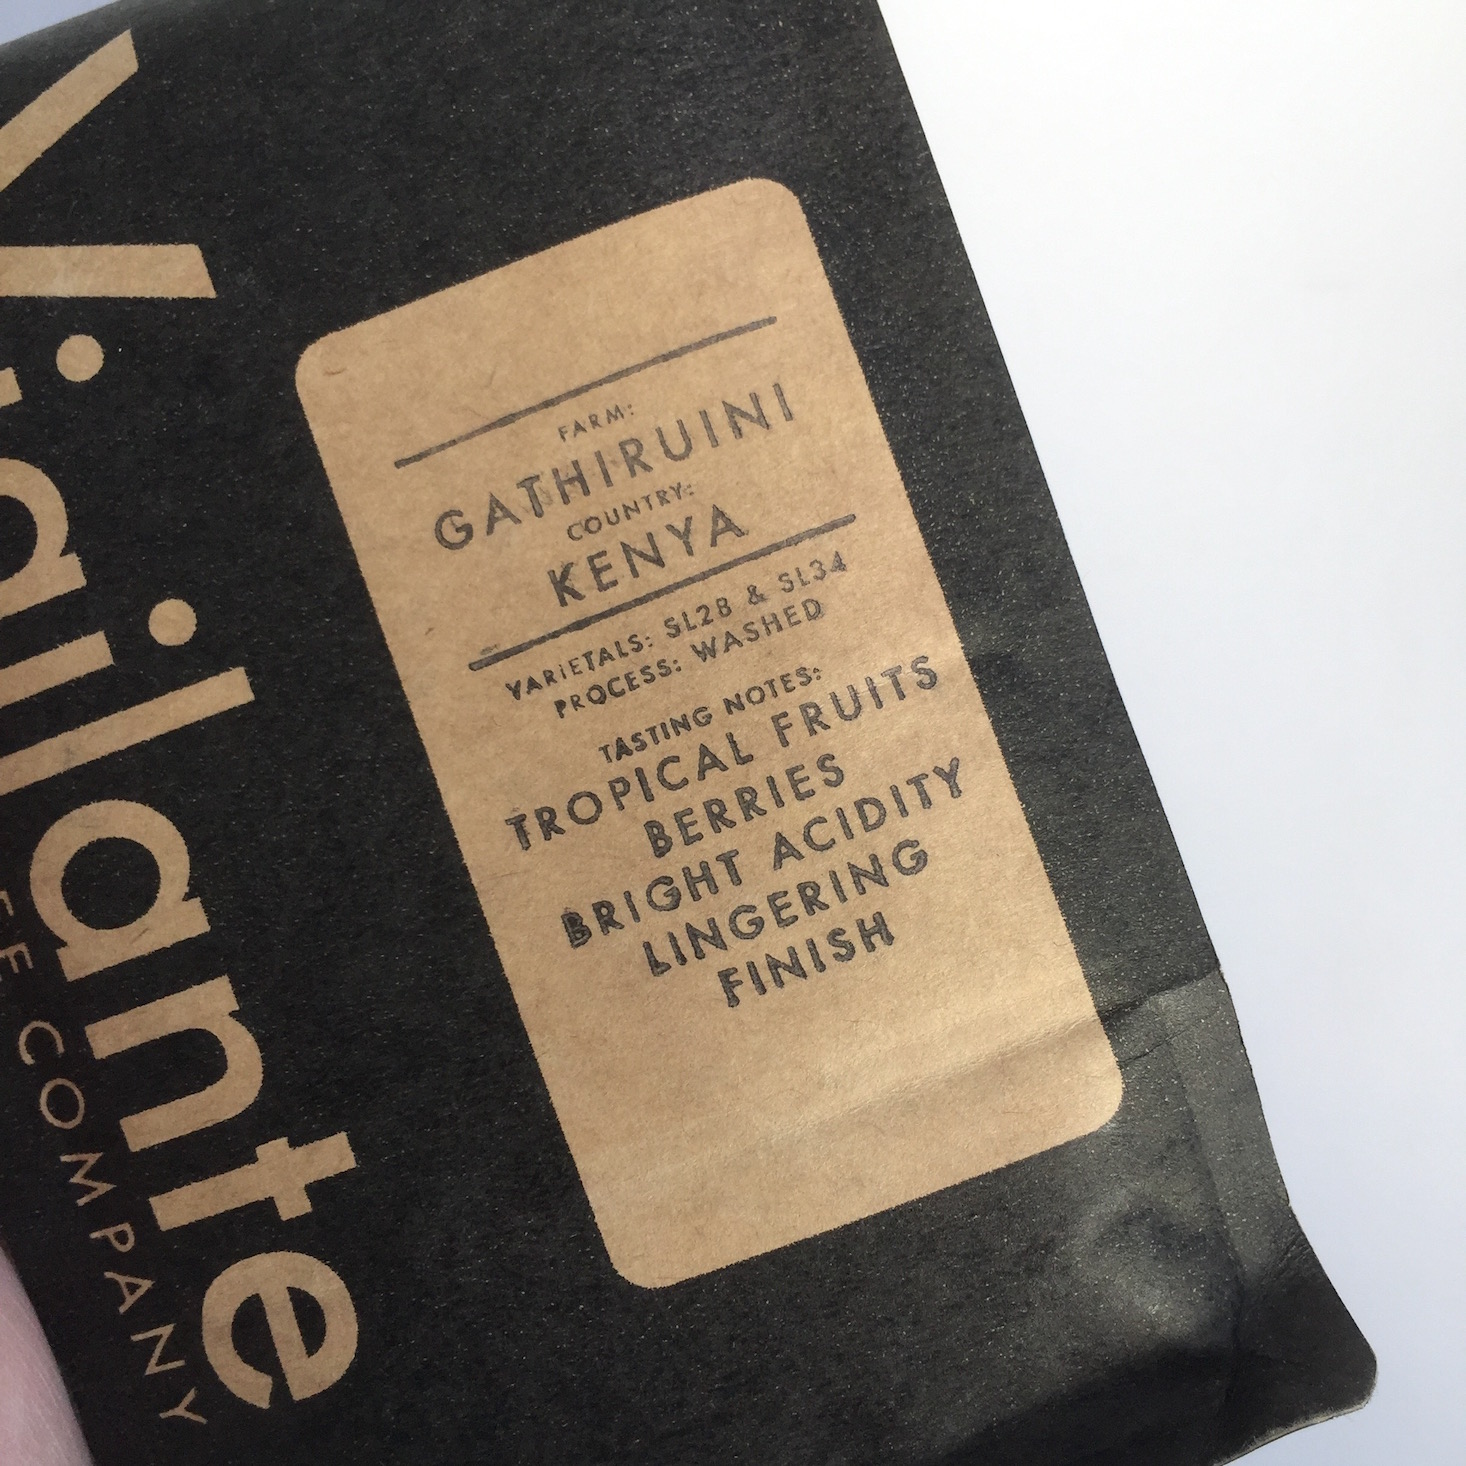 Vigilante
COMPANY
FARM:
GATHIRUINI
COUNTRY:
KENYA
VARIETALS: SL28 & SL34
PROCESS: WASHED
TASTING NOTES:
TROPICAL FRUITS
BERRIES
BRIGHT ACIDITY
LINGERING
FINISH